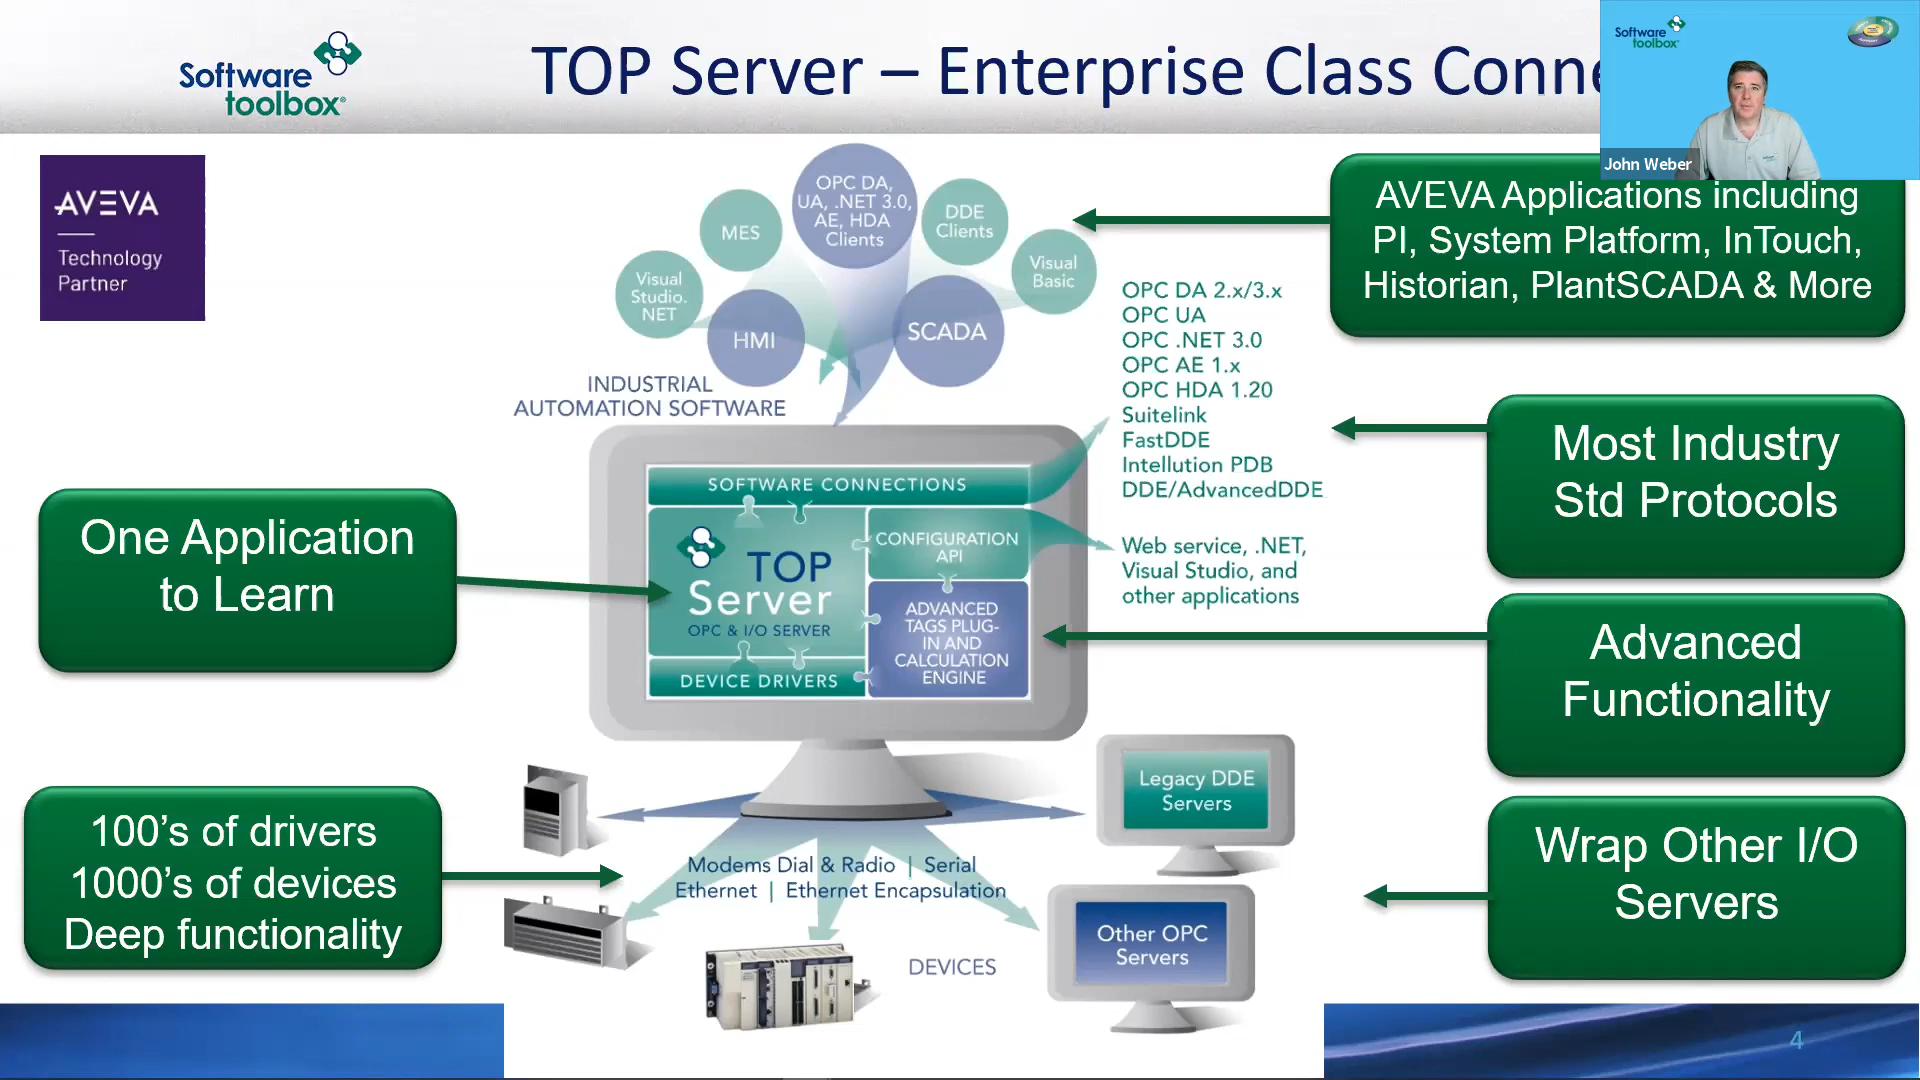 Software
toolbox®
TOP Server – Enterprise Class
Software
toolbox
John Weber
AVEVA
Technology
Partner
OPC DA,
UA, .NET 3.0,
AE, HDA
Clients
MES
DDE
Clients
Visual
Studio.
NET
Visual
Basic
HMI
SCADA
INDUSTRIAL
AUTOMATION SOFTWARE
AVEVA Applications including
PI, System Platform, InTouch,
Historian, PlantSCADA & More
OPC DA 2.x/3.x
OPC UA
OPC .NET 3.0
OPC AE 1.x
OPC HDA 1.20
Suitelink
FastDDE
Intellution PDB
DDE/AdvancedDDE
Web service, .NET,
Visual Studio, and
other applications
Most Industry
Std Protocols
One Application
to Learn
SOFTWARE CONNECTIONS
TOP
Server
OPC & I/O SERVER
CONFIGURATION
API
ADVANCED
TAGS PLUG-
IN AND
CALCULATION
ENGINE
DEVICE DRIVERS
Advanced
Functionality
100’s of drivers
1000’s of devices
Deep functionality
Modems Dial & Radio | Serial
Ethernet | Ethernet Encapsulation
DEVICES
Legacy DDE
Servers
Other OPC
Servers
Wrap Other I/O
Servers
4